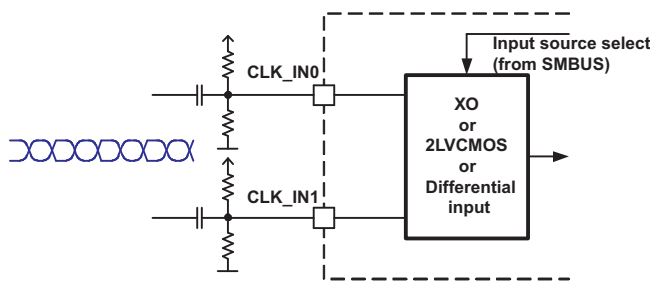 Input source select
(from SMBUS)
CLK_IN0
XO
or
2LVCMOS
or
Differential
input
CLK_IN1